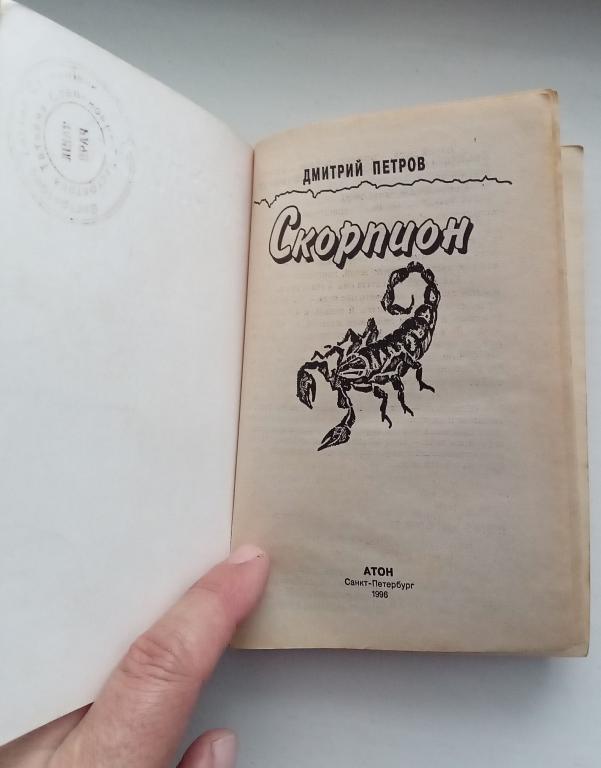 ДМИТРИЙ ПЕТРОВ
Скорпион
АТОН
Санкт-Петербург
1996